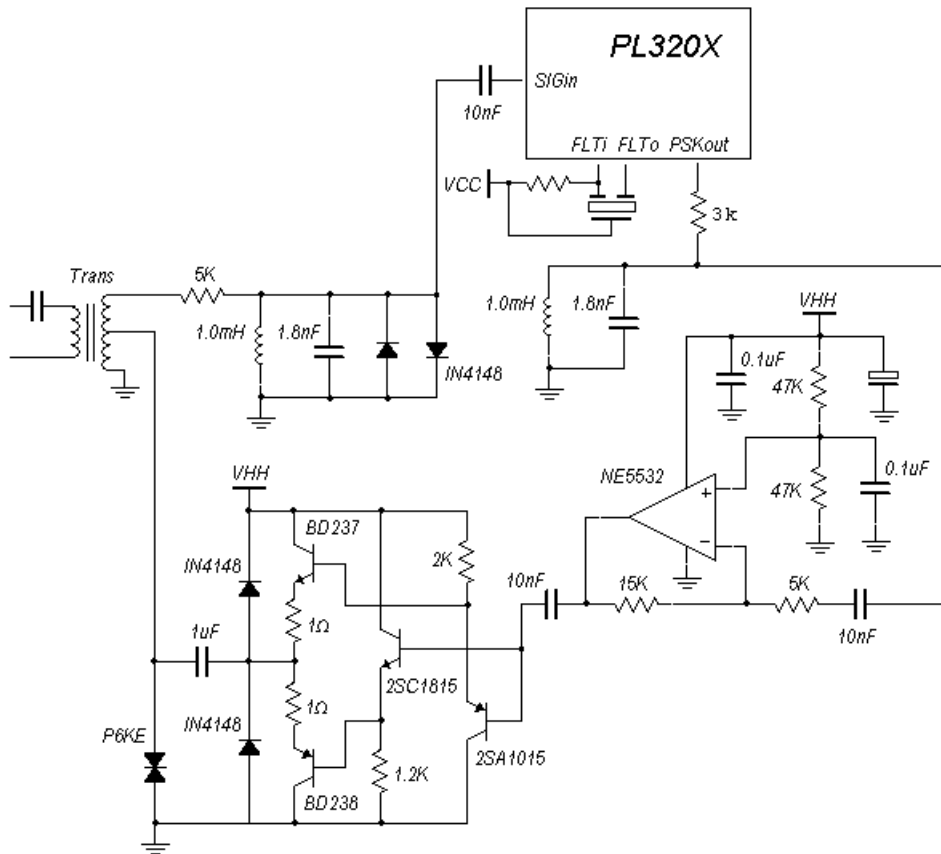 PL320X
SIGin
10nF
FLTi FLTo PSKout
VCC
3k
Trans
5K
1.0mH
1.8nF
IN4148
1.0mH
1.8nF
VHH
0.1uF
47K
NE5532
47K
0.1uF
VHH
BD237
IN4148
2K
10nF
15K
5K
10nF
1Ω
1uF
2SC1815
1Ω
IN4148
P6KE
2SA1015
1.2K
BD238